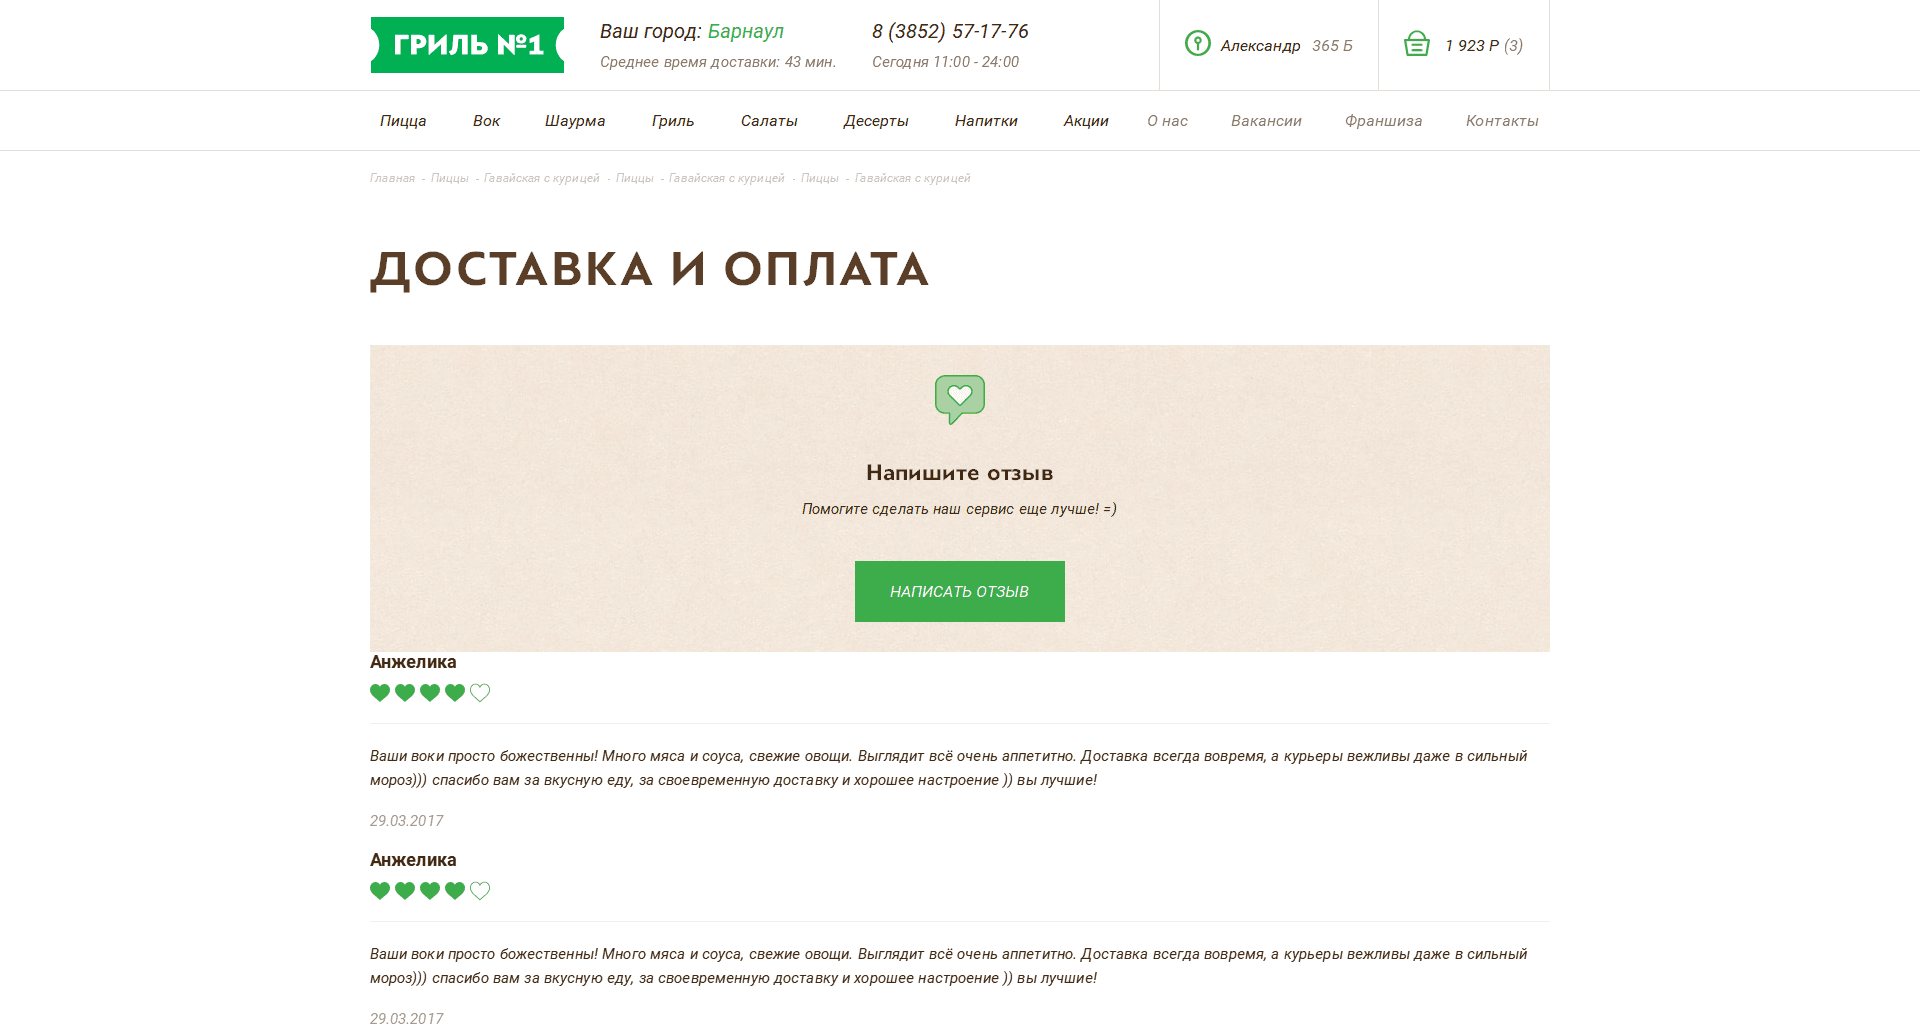 ГРИЛЬ №1
Ваш город: Барнаул
Среднее время доставки: 43 мин.
8 (3852) 57-17-76
Сегодня 11:00 - 24:00
Александр 365 Б
1 923 Р (3)
Пицца Вок Шаурма Гриль Салаты Десерты Напитки Акции О нас Вакансии Франшиза Контакты
Главная - Пиццы - Гавайская с курицей - Пиццы - Гавайская с курицей - Пиццы - Гавайская с курицей
ДОСТАВКА И ОПЛАТА
Напишите отзыв
Помогите сделать наш сервис еще лучше! =)
НАПИСАТЬ ОТЗЫВ
Анжелика
Ваши воки просто божественны! Много мяса и соуса, свежие овощи. Выглядит всё очень аппетитно. Доставка всегда вовремя, а курьеры вежливы даже в сильный
мороз))) спасибо вам за вкусную еду, за своевременную доставку и хорошее настроение )) вы лучшие!
29.03.2017
Анжелика
Ваши воки просто божественны! Много мяса и соуса, свежие овощи. Выглядит всё очень аппетитно. Доставка всегда вовремя, а курьеры вежливы даже в сильный
мороз))) спасибо вам за вкусную еду, за своевременную доставку и хорошее настроение )) вы лучшие!
29.03.2017